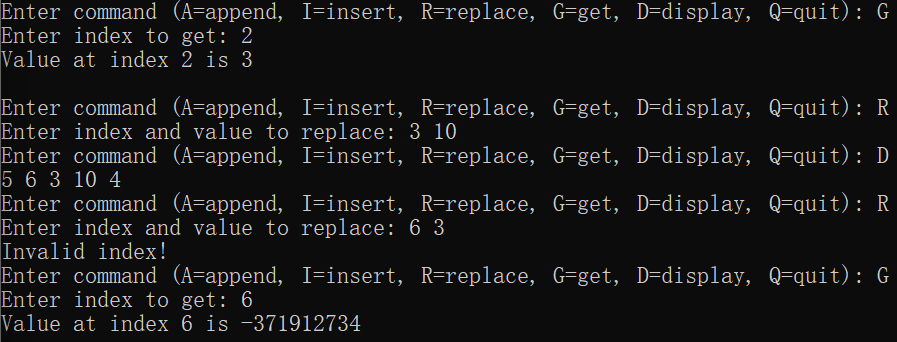 Enter command (A=append, I=insert, R=replace, G=get, D=display, Q=quit): G
Enter index to get: 2
Value at index 2 is 3
Enter command (A=append, I=insert, R=replace, G=get, D=display, Q=quit): R
Enter index and value to replace: 3 10
Enter command (A=append, I=insert, R=replace, G=get, D=display, Q=quit): D
5 6 3 10 4
Enter command (A=append, I=insert, R=replace, G=get, D=display, Q=quit): R
Enter index and value to replace: 6 3
Invalid index!
Enter command (A=append, I=insert, R=replace, G=get, D=display, Q=quit): G
Enter index to get: 6
Value at index 6 is -371912734